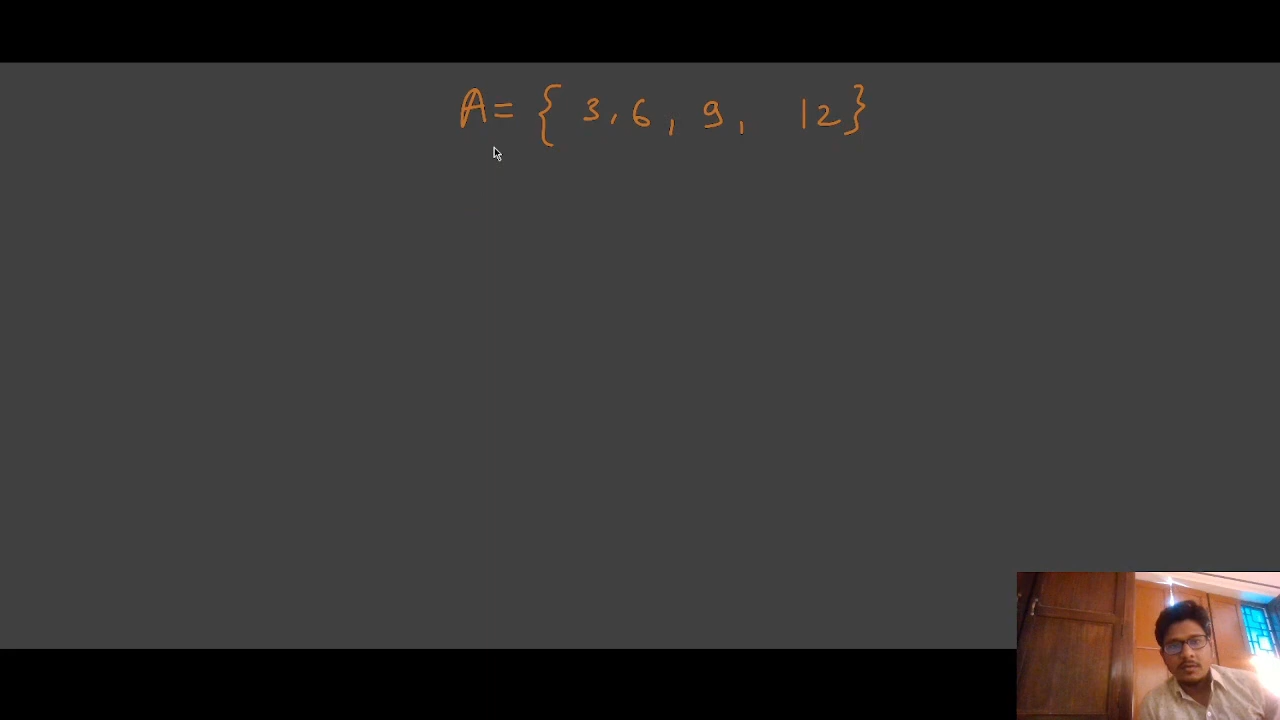 A = { 3, 6, 9, 12}